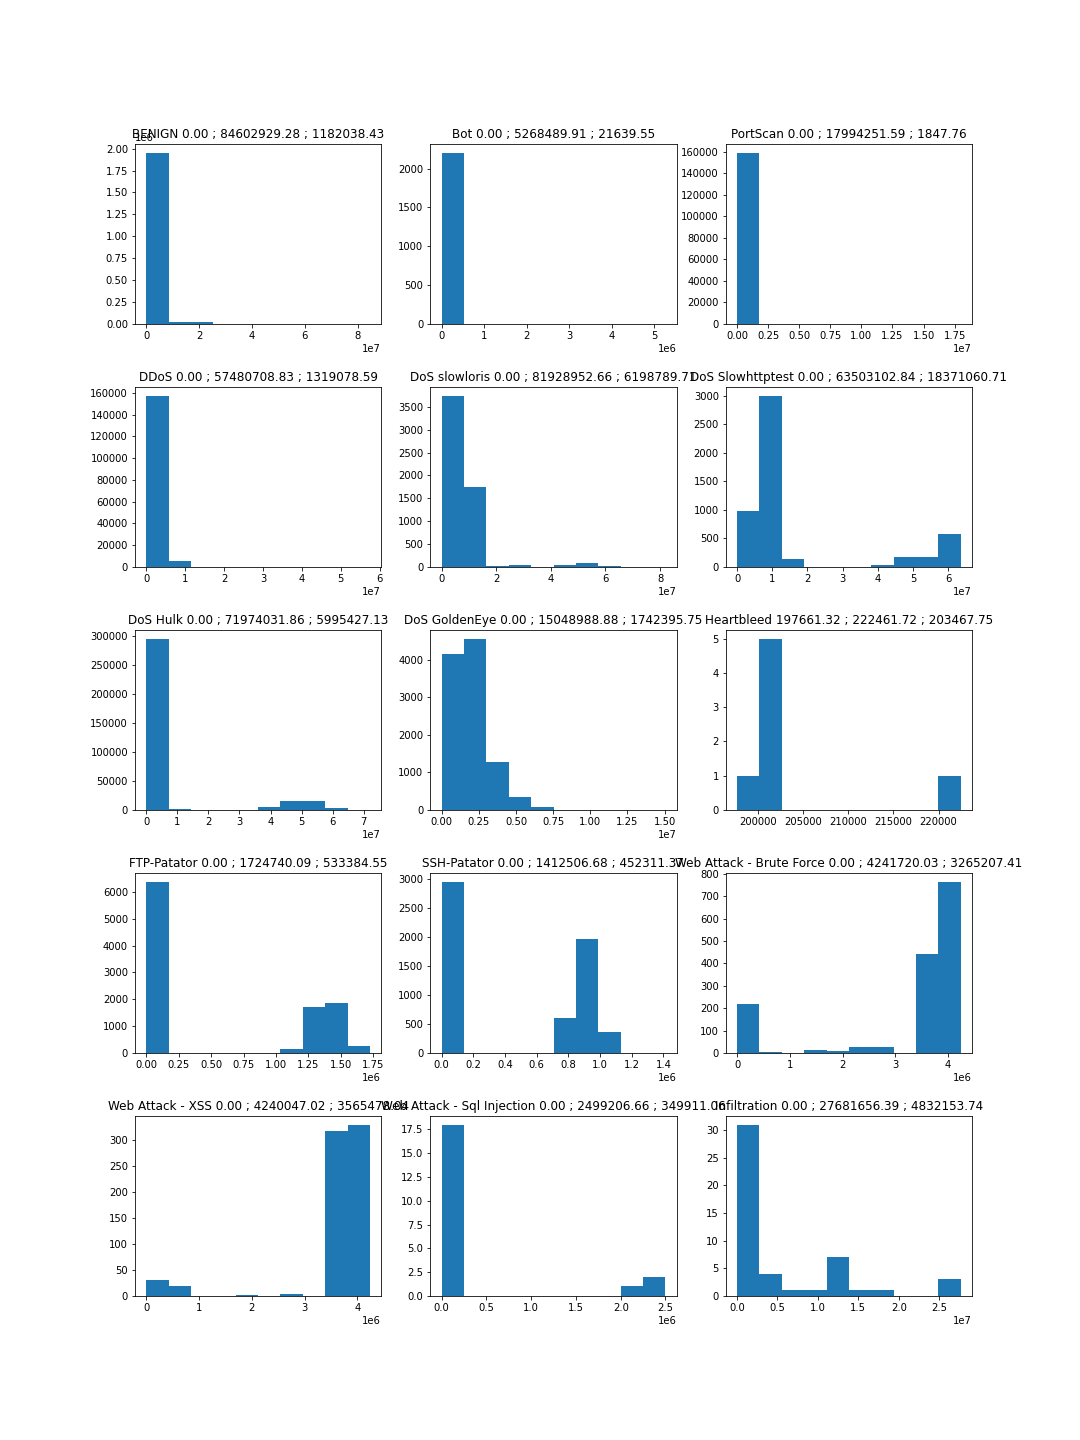 BENIGN 0.00 ; 84602929.28 ; 1182038.43
1e6
2.00
1.75
1.50
1.25
1.00
0.75
0.50
0.25
0.00
0 2 4 6 8
1e7
Bot 0.00 ; 5268489.91 ; 21639.55
2000
1500
1000
500
0
0 1 2 3 4 5
1e6
PortScan 0.00 ; 17994251.59 ; 1847.76
160000
140000
120000
100000
80000
60000
40000
20000
0
0.00 0.25 0.50 0.75 1.00 1.25 1.50 1.75
1e7
DDoS 0.00 ; 57480708.83 ; 1319078.59
160000
140000
120000
100000
80000
60000
40000
20000
0
0 1 2 3 4 5 6
1e7
DoS slowloris 0.00 ; 81928952.66 ; 6198789.71
3500
3000
2500
2000
1500
1000
500
0
0 2 4 6 8
1e7
DoS Slowhttptest 0.00 ; 63503102.84 ; 18371060.71
3000
2500
2000
1500
1000
500
0
0 1 2 3 4 5 6
1e7
DoS Hulk 0.00 ; 71974031.86 ; 5995427.13
300000
250000
200000
150000
100000
50000
0
0 1 2 3 4 5 6 7
1e7
DoS GoldenEye 0.00 ; 15048988.88 ; 1742395.75
4000
3000
2000
1000
0
0.00 0.25 0.50 0.75 1.00 1.25 1.50
1e7
Heartbleed 197661.32 ; 222461.72 ; 203467.75
5
4
3
2
1
0
200000 205000 210000 215000 220000
FTP-Patator 0.00 ; 1724740.09 ; 533384.55
6000
5000
4000
3000
2000
1000
0
0.00 0.25 0.50 0.75 1.00 1.25 1.50 1.75
1e6
SSH-Patator 0.00 ; 1412506.68 ; 452311.37
3000
2500
2000
1500
1000
500
0
0.0 0.2 0.4 0.6 0.8 1.0 1.2 1.4
1e6
Web Attack - Brute Force 0.00 ; 4241720.03 ; 3265207.41
800
700
600
500
400
300
200
100
0
0 1 2 3 4
1e6
Web Attack - XSS 0.00 ; 4240047.02 ; 3565478.04
300
250
200
150
100
50
0
0 1 2 3 4
1e6
Web Attack - Sql Injection 0.00 ; 2499206.66 ; 349911.06
17.5
15.0
12.5
10.0
7.5
5.0
2.5
0.0
0.0 0.5 1.0 1.5 2.0 2.5
1e6
Infiltration 0.00 ; 27681656.39 ; 4832153.74
30
25
20
15
10
5
0
0.0 0.5 1.0 1.5 2.0 2.5
1e7